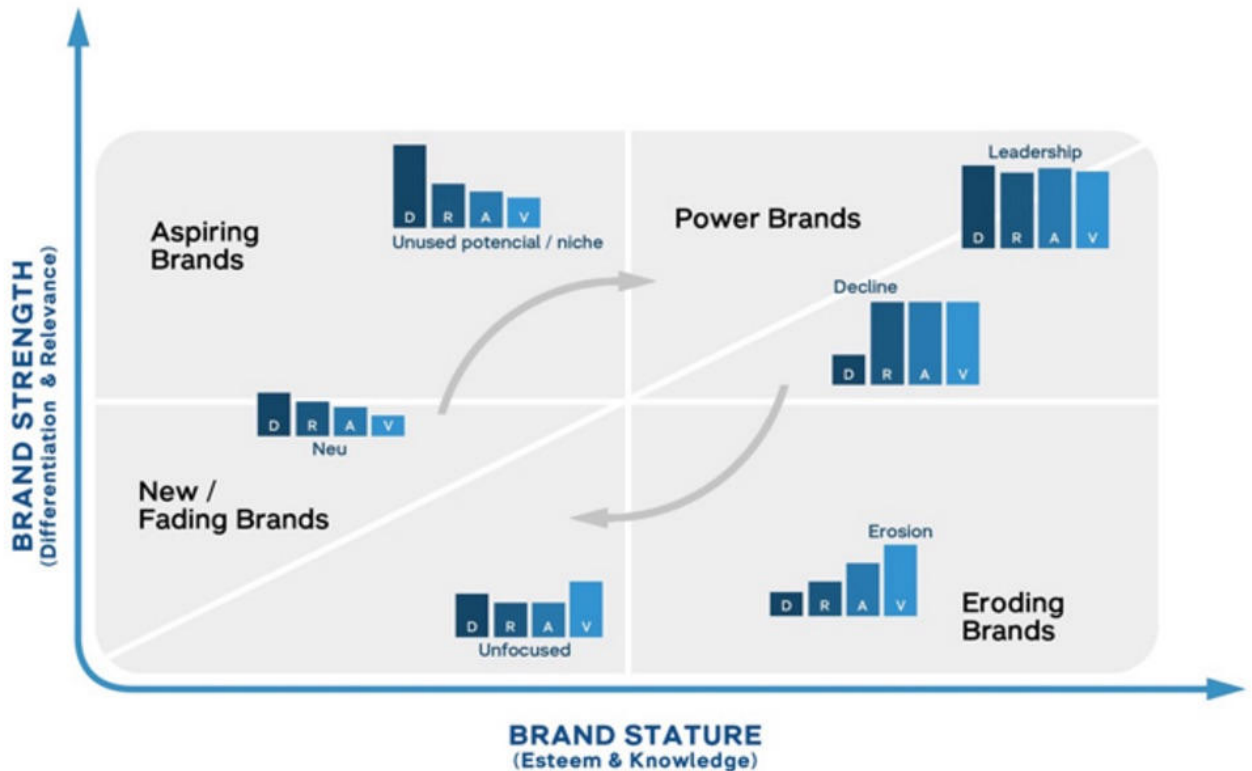 BRAND STRENGTH
(Differentiation & Relevance)
Aspiring
Brands
D R A V
Unused potencial / niche
Power Brands
Leadership
D R A V
Decline
D R A V
D R A V
Neu
New /
Fading Brands
D R A V
Unfocused
Erosion
D R A V
Eroding
Brands
BRAND STATURE
(Esteem & Knowledge)